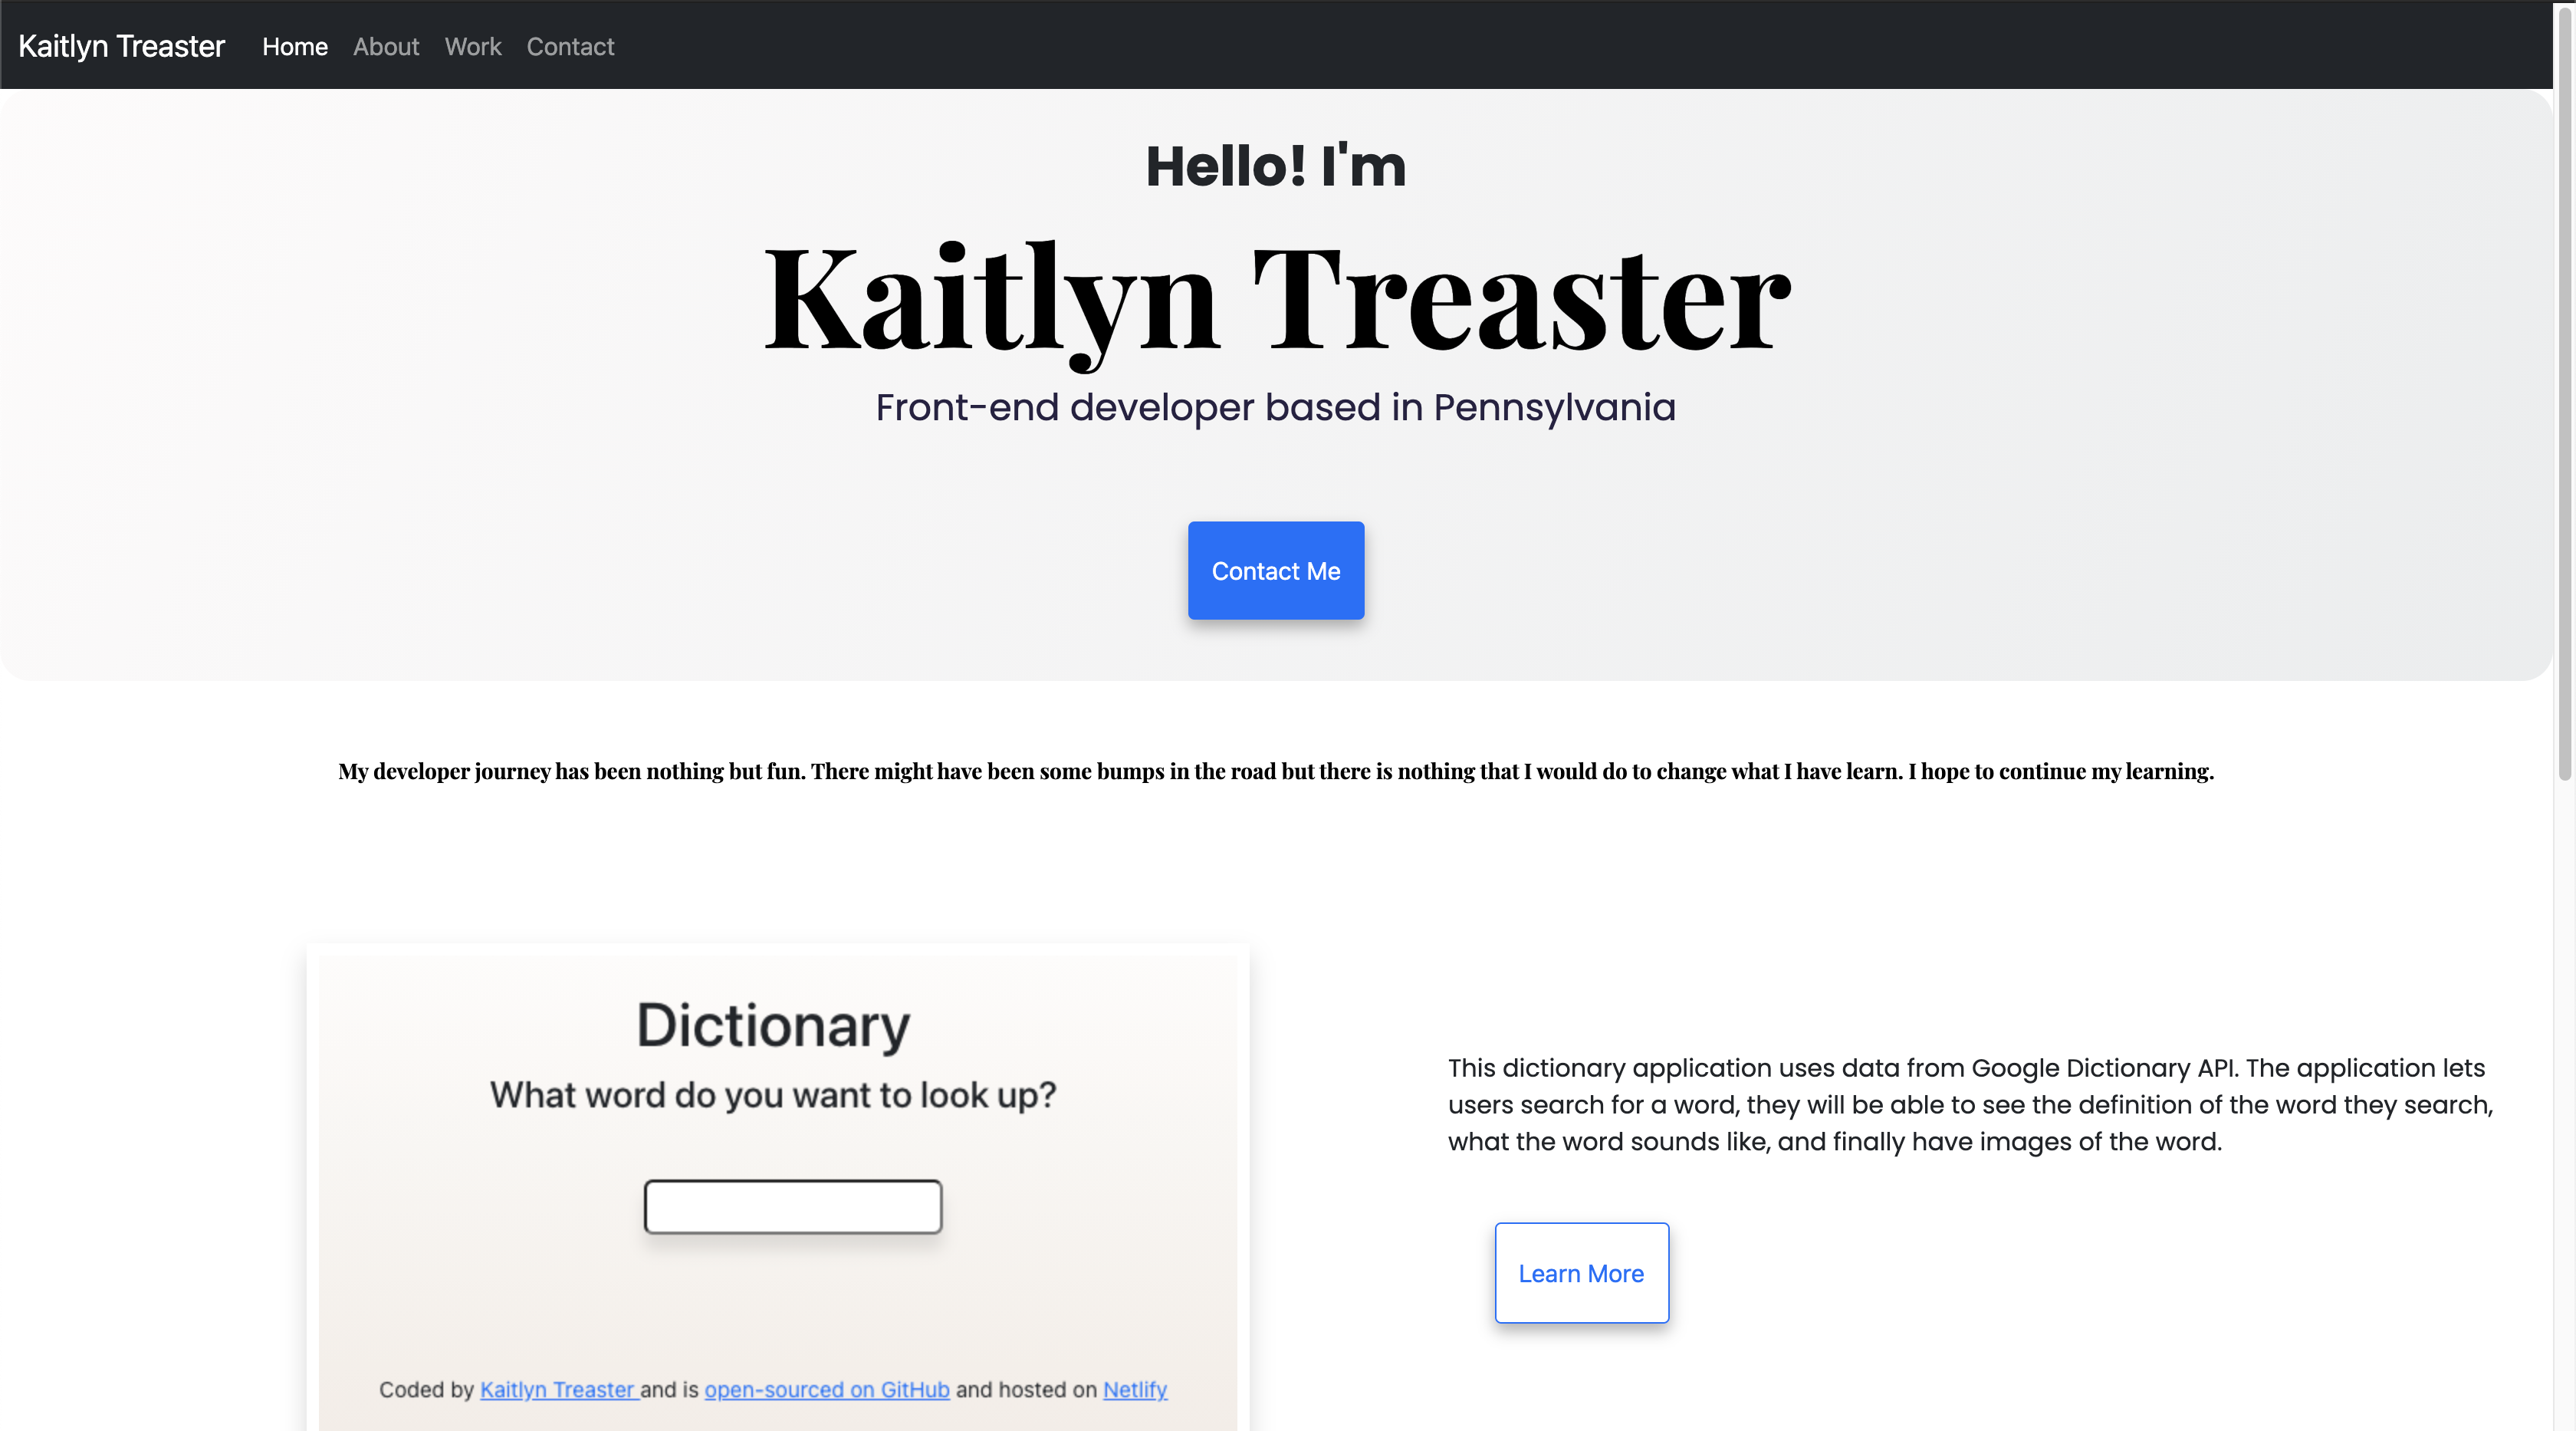 Kaitlyn Treaster Home About Work Contact
Hello! I'm
Kaitlyn Treaster
Front-end developer based in Pennsylvania
Contact Me
My developer journey has been nothing but fun. There might have been some bumps in the road but there is nothing that I would do to change what I have learn. I hope to continue my learning.
Dictionary
What word do you want to look up?
Coded by Kaitlyn Treaster and is open-sourced on GitHub and hosted on Netlify
This dictionary application uses data from Google Dictionary API. The application lets
users search for a word, they will be able to see the definition of the word they search,
what the word sounds like, and finally have images of the word.
Learn More